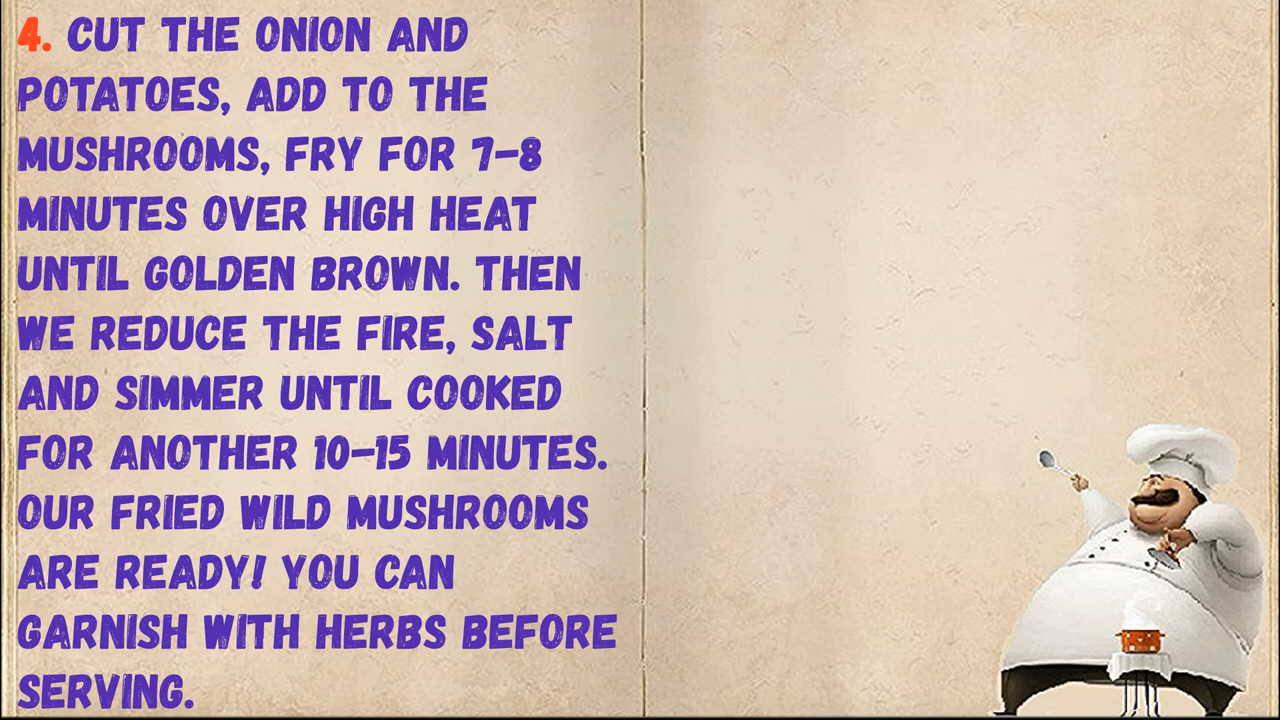 4. CUT THE ONION AND
POTATOES, ADD TO THE
MUSHROOMS, FRY FOR 7-8
MINUTES OVER HIGH HEAT
UNTIL GOLDEN BROWN. THEN
WE REDUCE THE FIRE, SALT
AND SIMMER UNTIL COOKED
FOR ANOTHER 10-15 MINUTES.
OUR FRIED WILD MUSHROOMS
ARE READY! YOU CAN
GARNISH WITH HERBS BEFORE
SERVING.